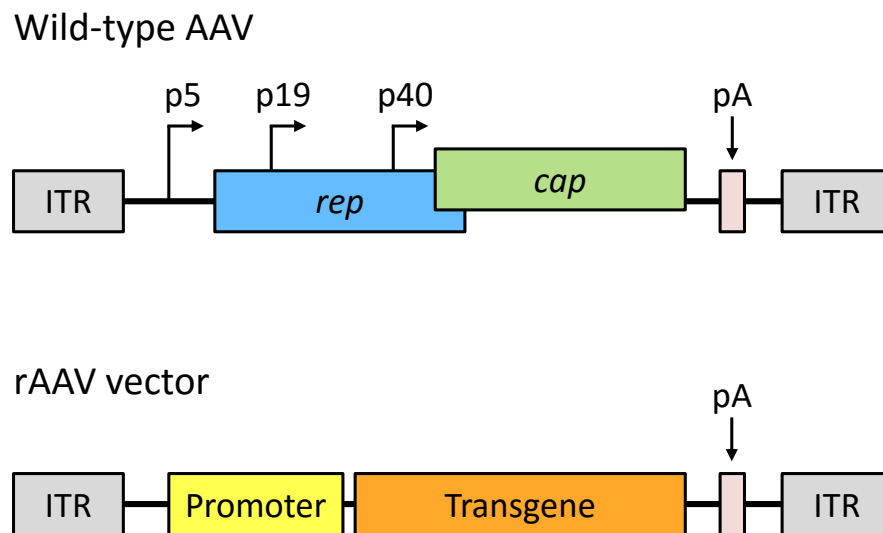 Wild-type AAV
p5 p19 p40 pA
ITR rep cap ITR
rAAV vector
pA
ITR Promoter Transgene ITR